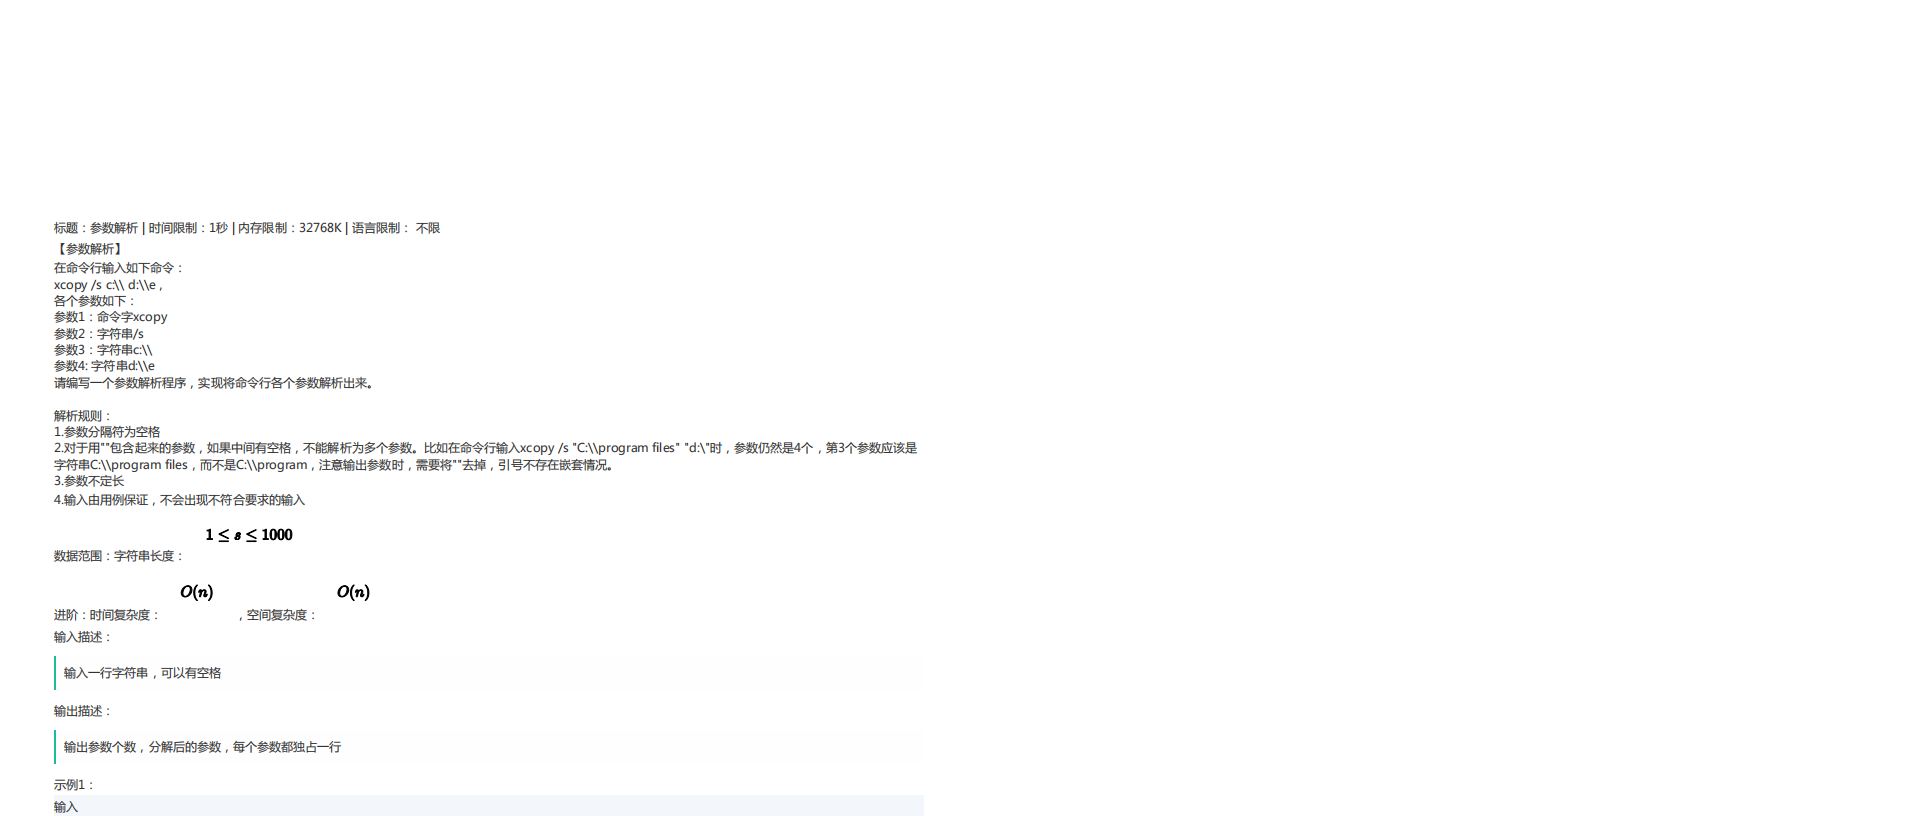 标题：参数解析 | 时间限制：1秒 | 内存限制：32768K | 语言限制： 不限
【参数解析】
在命令行输入如下命令：
xcopy /s c:\\ d:\\e，
各个参数如下：
参数1：命令字xcopy
参数2：字符串/s
参数3：字符串c:\\
参数4: 字符串d:\\e
请编写一个参数解析程序，实现将命令行各个参数解析出来。
解析规则：
1.参数分隔符为空格
2.对于用""包含起来的参数，如果中间有空格，不能解析为多个参数。比如在命令行输入xcopy /s "C:\\program files" "d:\"时，参数仍然是4个，第3个参数应该是
字符串C:\\program files，而不是C:\\program，注意输出参数时，需要将""去掉，引号不存在嵌套情况。
3.参数不定长
4.输入由用例保证，不会出现不符合要求的输入
数据范围：字符串长度：1 ≤ s ≤ 1000
进阶：时间复杂度：O(n)，空间复杂度：O(n)
输入描述：
输入一行字符串，可以有空格
输出描述：
输出参数个数，分解后的参数，每个参数都独占一行
示例1：
输入